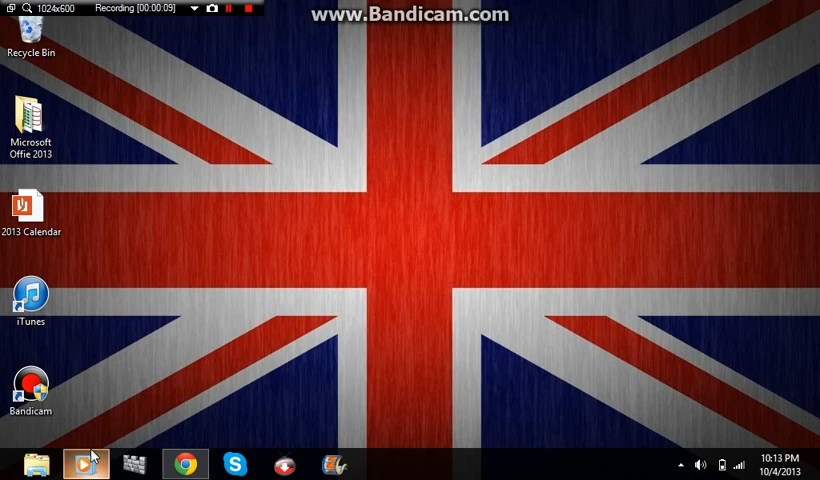 1024x600 Recording [00:00:09]
www.Bandicam.com
Recycle Bin
Microsoft
Offie 2013
2013 Calendar
iTunes
Bandicam
10:13 PM
10/4/2013